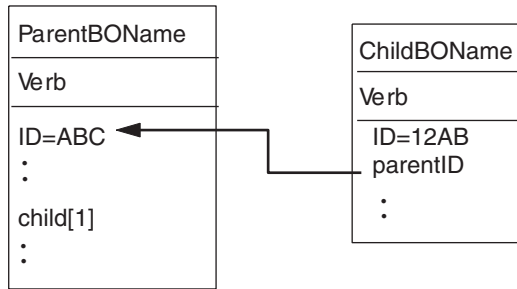 ParentBOName
Verb
ID=ABC
:
child[1]
:
ChildBOName
Verb
ID=12AB
parentID
: